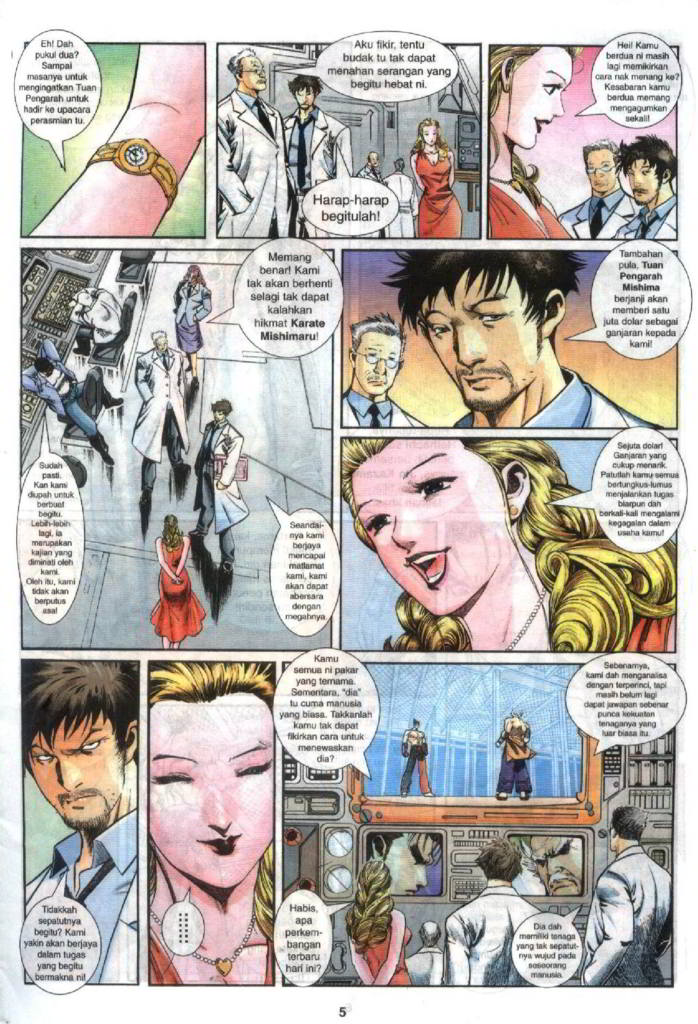 Eh! Dah
pukul dua?
Sampai
masanya untuk
mengingatkan Tuan
Pengarah untuk
hadir ke upacara
perasmian tu.
Aku fikir, tentu
budak tu tak dapat
menahan serangan yang
begitu hebat ni.
Harap-harap
begitulah!
Hei! Kamu
berdua ni masih
lagi memikirkan
cara nak menang ke?
Kesabaran kamu
berdua memang
mengagumkan
sekali!
Memang
benar! Kami
tak akan berhenti
selagi tak dapat
kalahkan
hikmat Karate
Mishimaru!
Sudah
pasti.
Kan kami
diupah untuk
berbuat
begitu.
Lebih-lebih
lagi, ia
merupakan
kajian yang
diminati oleh
kami.
Oleh itu, kami
tidak akan
berputus
asa!
Seandai-
nya kami
berjaya
mencapai
matlamat
kami, kami
akan dapat
abersara
dengan
megahnya.
Tambahan
pula, Tuan
Pengarah
Mishima
berjanji akan
memberi satu
juta dolar sebagai
ganjaran
kepada
kami!
Sejuta dolar!
Ganjaran yang
cukup menarik.
Patutlah kamu semua
bertungkus-lumus
menjalankan tugas
biarpun dah
berkali-kali mengalami
kegagalan dalam
usaha kamu!
Tidakkah
sepatutnya
begitu? Kami
yakin akan berjaya
dalam tugas
yang begitu
bermakna ni!
Kamu
semua ni pakar
yang ternama.
Sementara, "dia"
tu cuma manusia
yang biasa. Takkanlah
kamu tak dapat
fikirkan cara untuk
menewaskan
dia?
Sebenarnya,
kami dah menganalisa
dengan terperinci, tapi
masih belum lagi
dapat jawapan sebenar
punca kekuatan
tenaganya yang
luar biasa itu.
Habis,
apa
perkem-
bangan
terbaru
hari ini?
Dia dah
memiliki tenaga
yang tak sepatut-
nya wujud pada
seseorang
manusia.
5